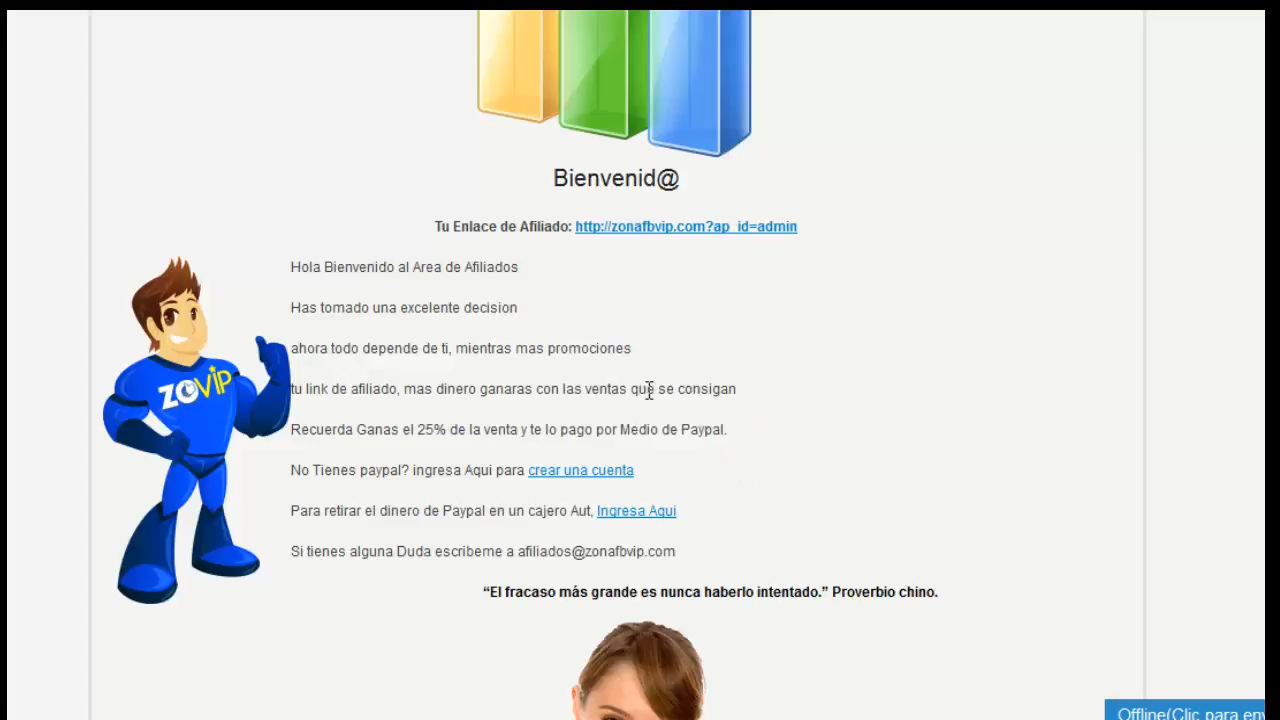 Bienvenid@
Tu Enlace de Afiliado: http://zonafbvip.com?ap_id=admin
Hola Bienvenido al Area de Afiliados
Has tomado una excelente decision
ahora todo depende de ti, mientras mas promociones
ZOVIP
tu link de afiliado, mas dinero ganaras con las ventas que se consigan
Recuerda Ganas el 25% de la venta y te lo pago por Medio de Paypal.
No Tienes paypal? ingresa Aqui para crear una cuenta
Para retirar el dinero de Paypal en un cajero Aut, Ingresa Aqui
Si tienes alguna Duda escribeme a afiliados@zonafbvip.com
“El fracaso más grande es nunca haberlo intentado.” Proverbio chino.
Offline(Clic para env